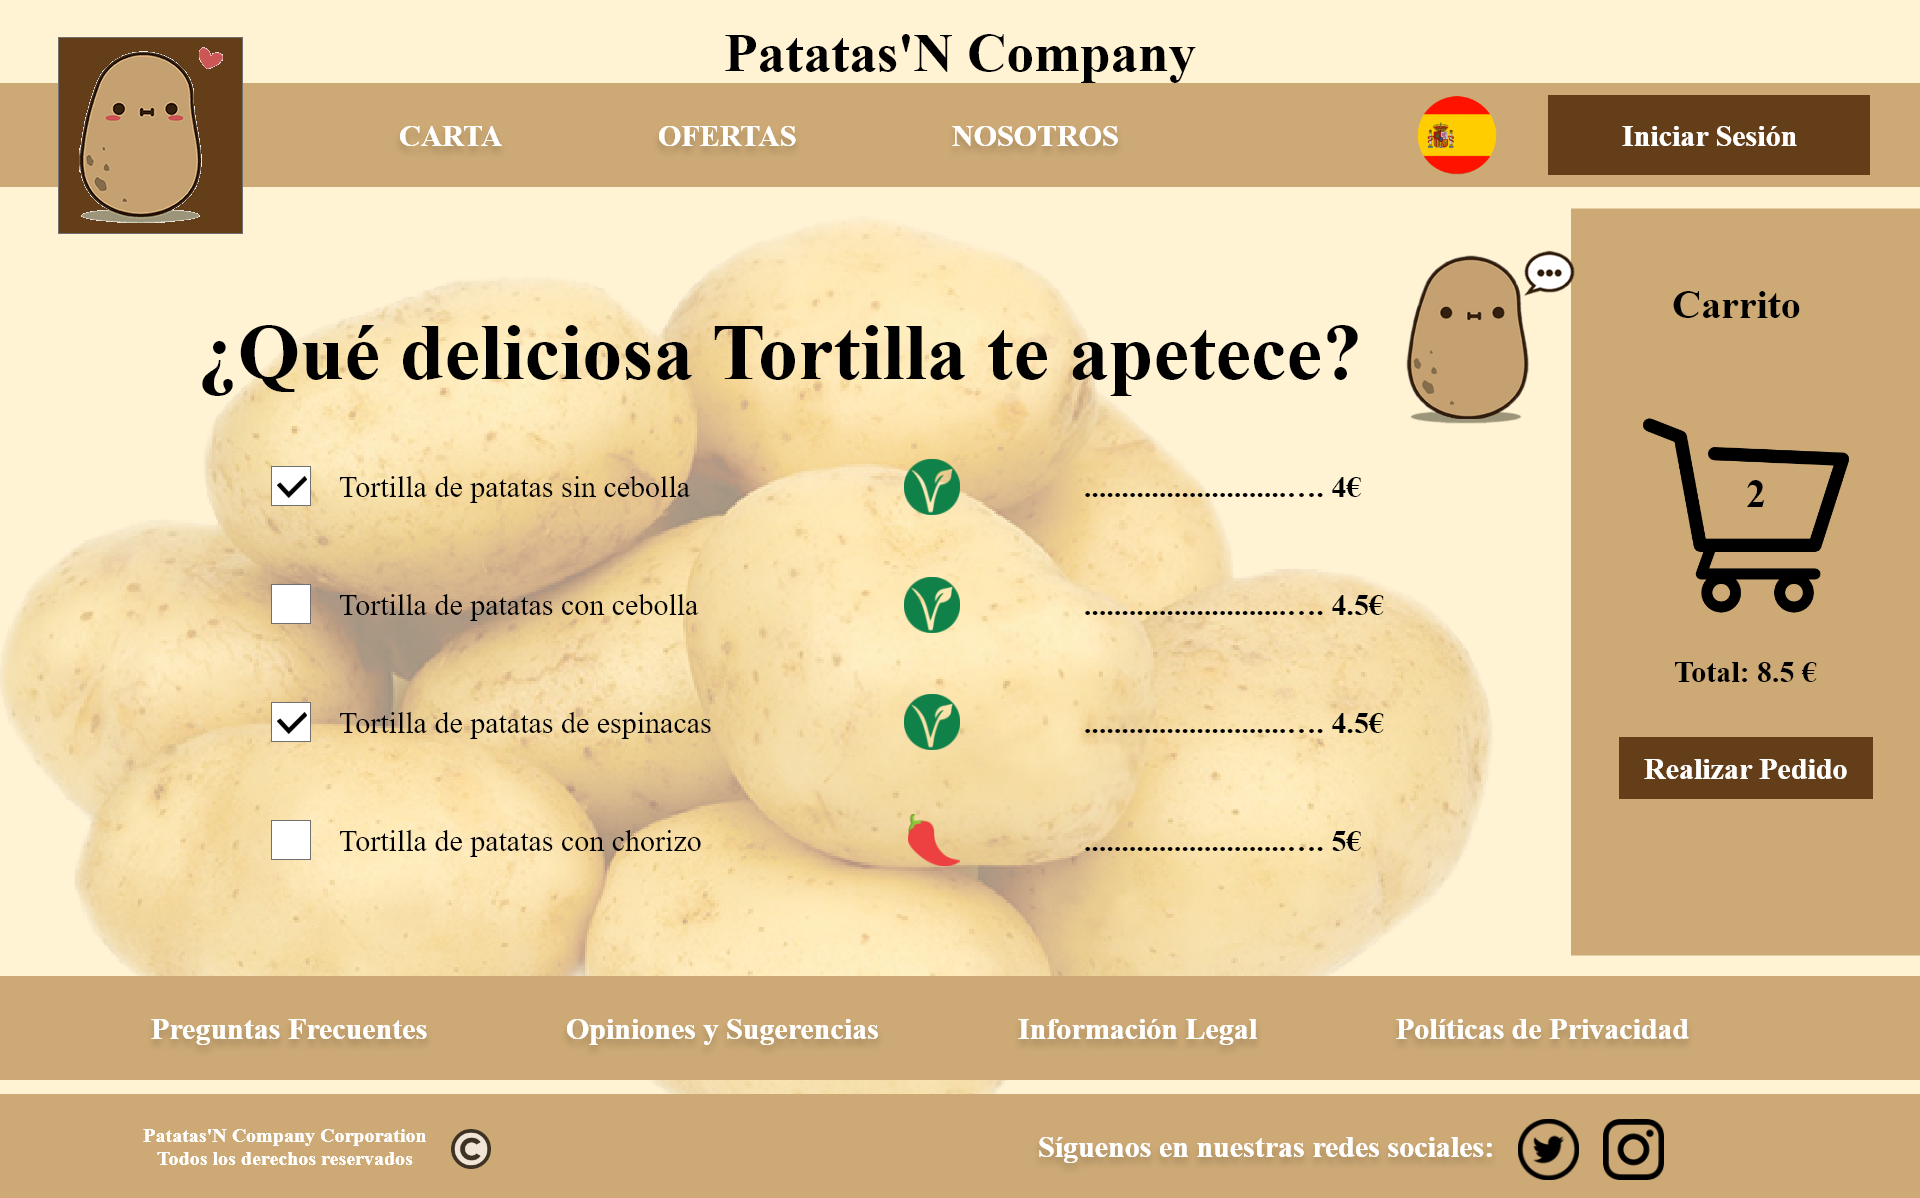 Patatas'N Company
CARTA
OFERTAS
NOSOTROS
Iniciar Sesión
¿Qué deliciosa Tortilla te apetece?
Tortilla de patatas sin cebolla ............................…. 4€
Tortilla de patatas con cebolla ............................…. 4.5€
Tortilla de patatas de espinacas ............................…. 4.5€
Tortilla de patatas con chorizo ............................…. 5€
Carrito
2
Total: 8.5 €
Realizar Pedido
Preguntas Frecuentes
Opiniones y Sugerencias
Información Legal
Políticas de Privacidad
Patatas'N Company Corporation
Todos los derechos reservados
©
Síguenos en nuestras redes sociales: